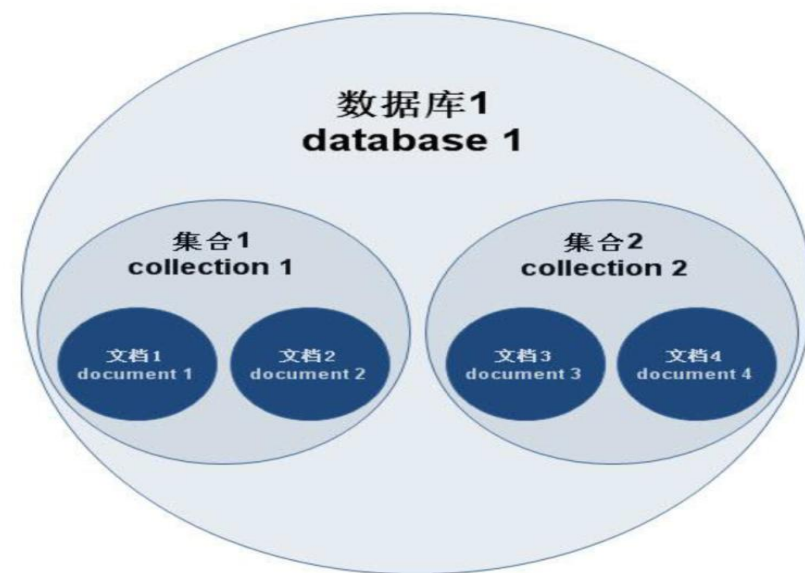 数据库1
database 1
集合1
collection 1
集合2
collection 2
文档1
document 1
文档2
document 2
文档3
document 3
文档4
document 4